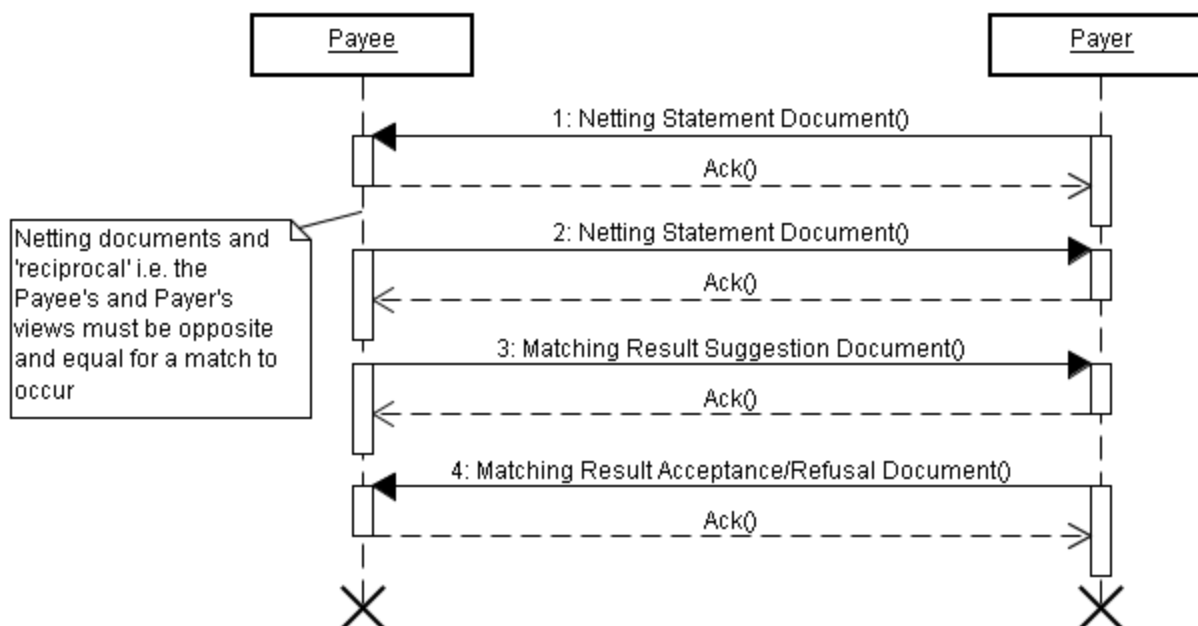 Payee
Payer
1: Netting Statement Document()
Ack()
Netting documents and
'reciprocal' i.e. the
Payee's and Payer's
views must be opposite
and equal for a match to
occur
2: Netting Statement Document()
Ack()
3: Matching Result Suggestion Document()
Ack()
4: Matching Result Acceptance/Refusal Document()
Ack()